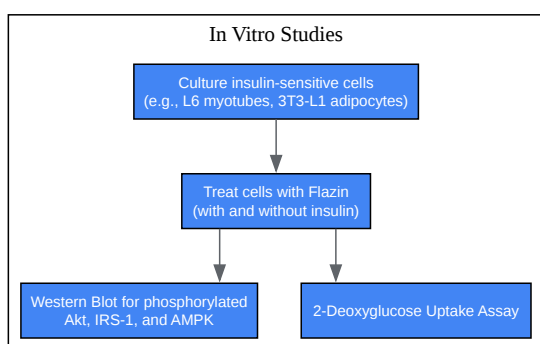 In Vitro Studies
Culture insulin-sensitive cells
(e.g., L6 myotubes, 3T3-L1 adipocytes)
Treat cells with Flazin
(with and without insulin)
Western Blot for phosphorylated
Akt, IRS-1, and AMPK
2-Deoxyglucose Uptake Assay